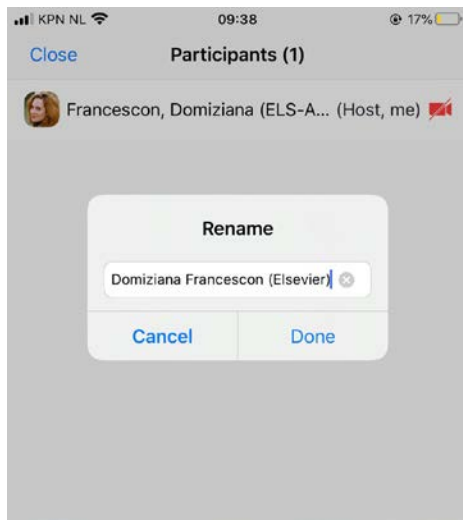 KPN NL 09:38 17%
Close Participants (1)
Francescon, Domiziana (ELS-A... (Host, me)
Rename
Domiziana Francescon (Elsevier)
Cancel Done